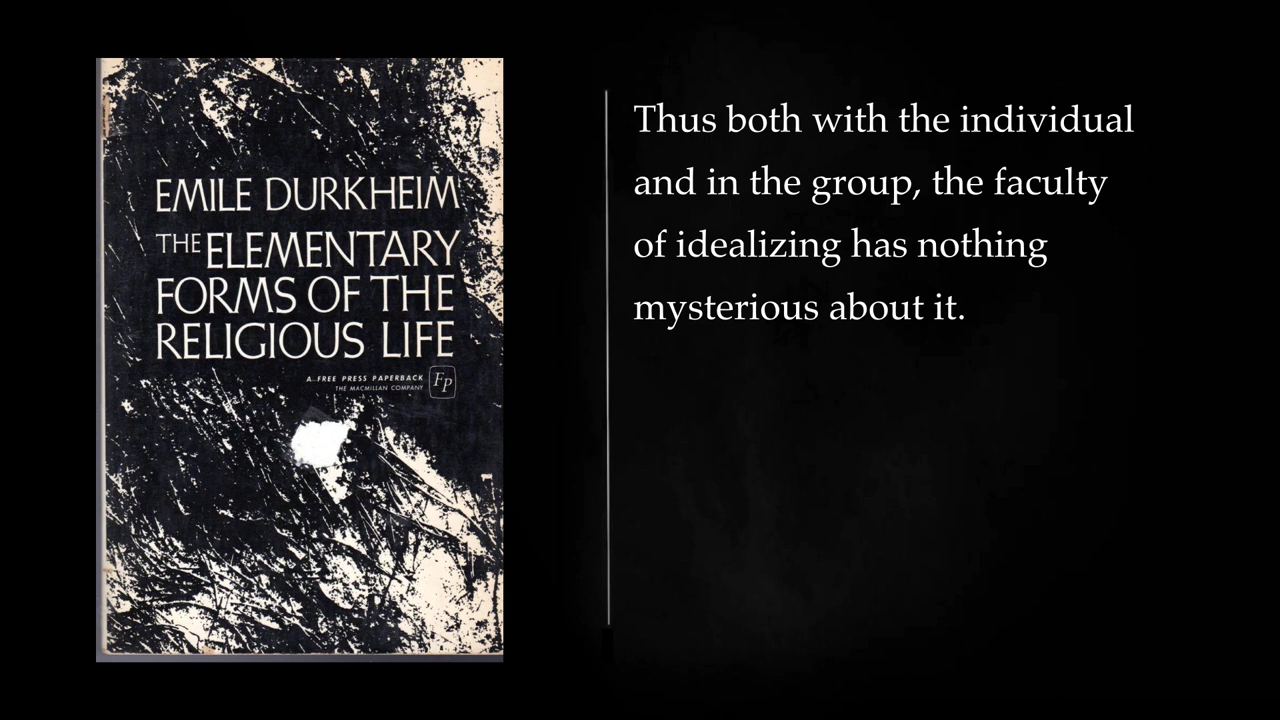 EMILE DURKHEIM
THE ELEMENTARY
FORMS OF THE
RELIGIOUS LIFE
A FREE PRESS PAPERBACK
THE MACMILLAN COMPANY
Fp
Thus both with the individual
and in the group, the faculty
of idealizing has nothing
mysterious about it.